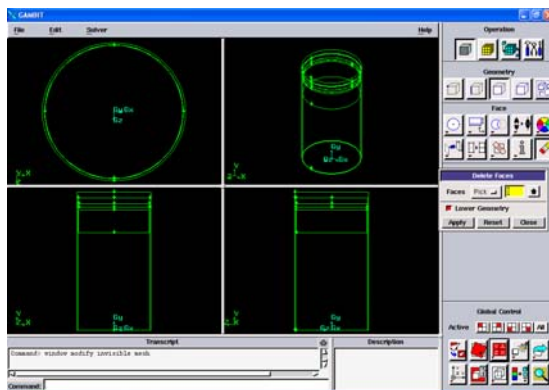 GAMBIT
File Edit Solver Help
Operation
Geometry
Face
Delete Faces
Faces Pick
Lower Geometry
Apply Reset Close
Global Control
Active All
Transcript Description
Command: window modify invisible mesh
Command: